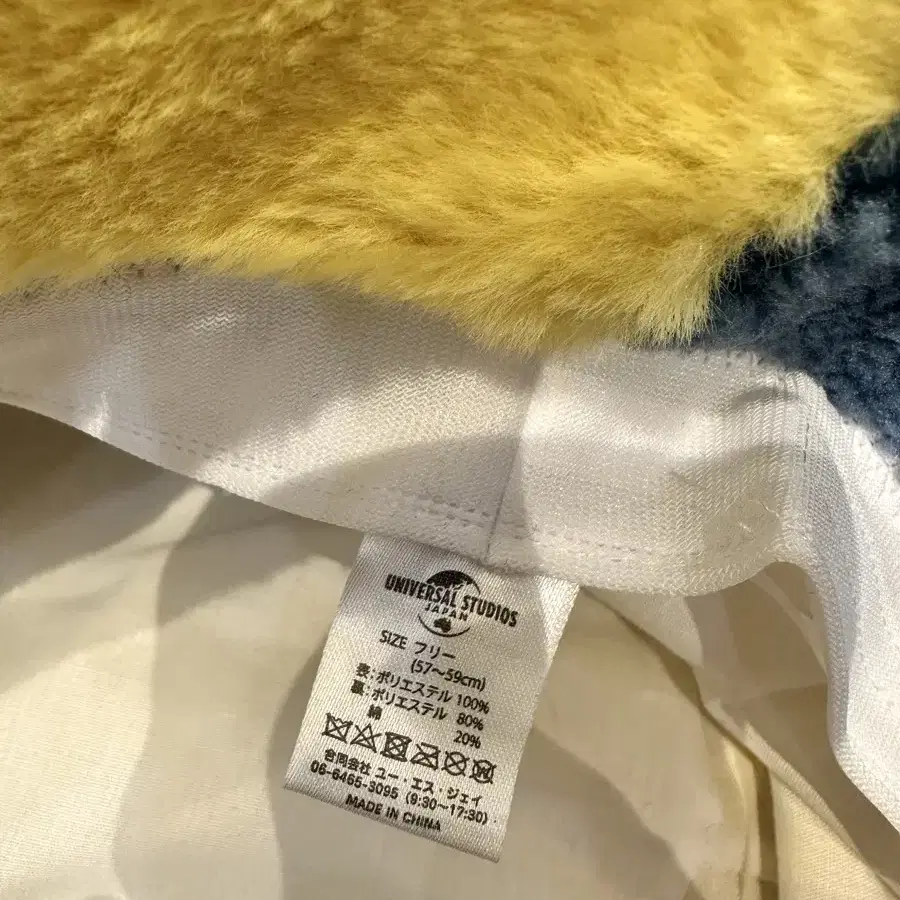 UNIVERSAL STUDIOS
JAPAN
SIZE フリー
(57～59cm)
表:ポリエステル 100%
裏:ポリエステル 80%
綿 20%
合同会社 ユー・エス・ジェイ
06-6465-3095 (9:30～17:30)
MADE IN CHINA